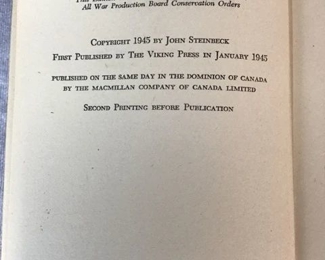 All War Production Board Conservation Orders
COPYRIGHT 1945 BY JOHN STEINBECK
FIRST PUBLISHED BY THE VIKING PRESS IN JANUARY 1945
PUBLISHED ON THE SAME DAY IN THE DOMINION OF CANADA
BY THE MACMILLAN COMPANY OF CANADA LIMITED
SECOND PRINTING BEFORE PUBLICATION